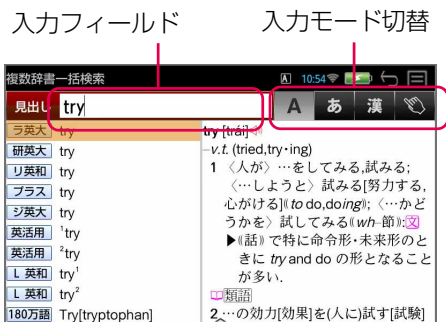 入力フィールド
入力モード切替
複数辞書一括検索
A 10:54
見出し try
A あ 漢
ラ英大 try
研英大 try
リ英和 try
プラス try
ジ英大 try
英活用 ¹try
英活用 ²try
L 英和 try¹
L 英和 try²
180万語 Try[tryptophan]
try [trái]
–v.t. (tried,try·ing)
1 〈人が〉…をしてみる,試みる;
〈…しようと〉試みる[努力する,
心がける]⟪to do,doing⟫; 〈…かど
うかを〉試してみる⟪wh-節⟫:文
▶⟪話⟫で特に命令形·未来形のと
きに try and do の形となること
が多い.
類語
2 …の効力[効果]を(人に)試す[試験]